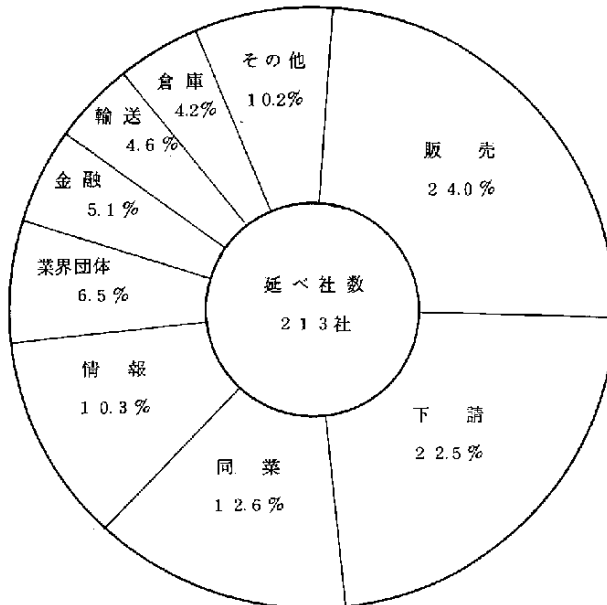 その他
10.2%
販売
24.0%
下請
22.5%
同業
12.6%
情報
10.3%
業界団体
6.5%
金融
5.1%
輸送
4.6%
倉庫
4.2%
延べ社数
213社